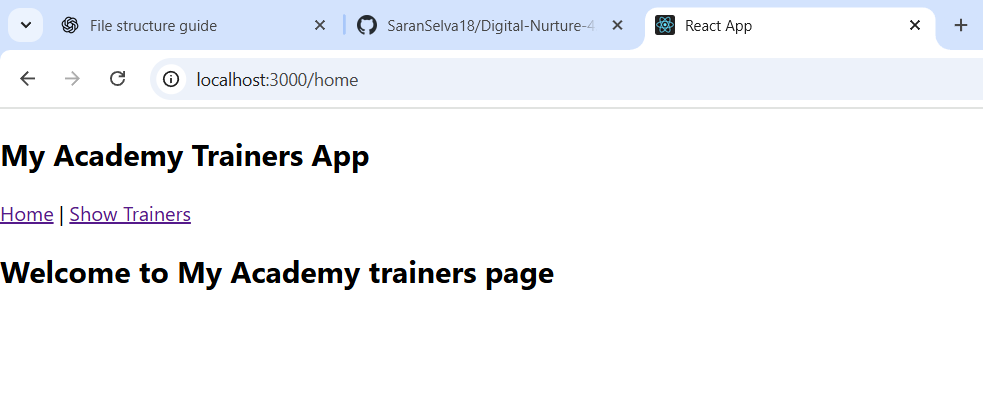 File structure guide
SaranSelva18/Digital-Nurture-4
React App
localhost:3000/home
My Academy Trainers App
Home | Show Trainers
Welcome to My Academy trainers page